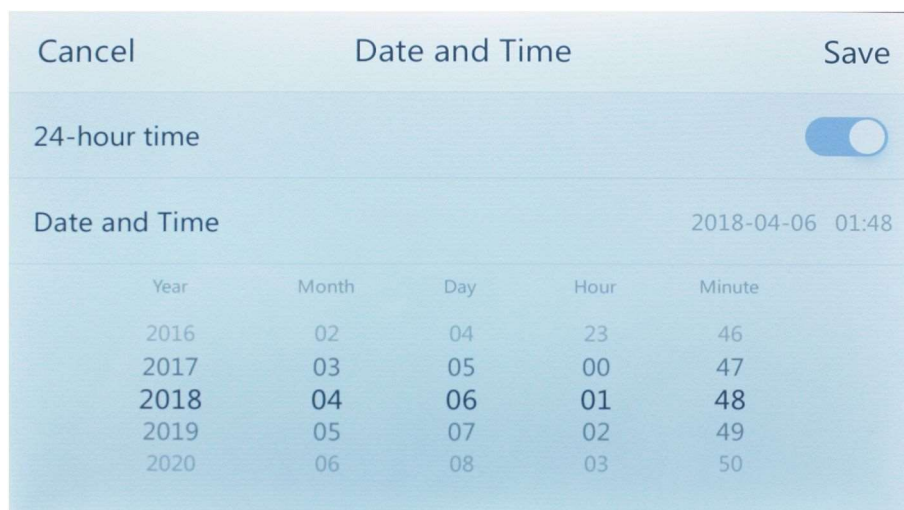 Cancel Date and Time Save
24-hour time
Date and Time 2018-04-06 01:48
Year Month Day Hour Minute
2016 02 04 23 46
2017 03 05 00 47
2018 04 06 01 48
2019 05 07 02 49
2020 06 08 03 50